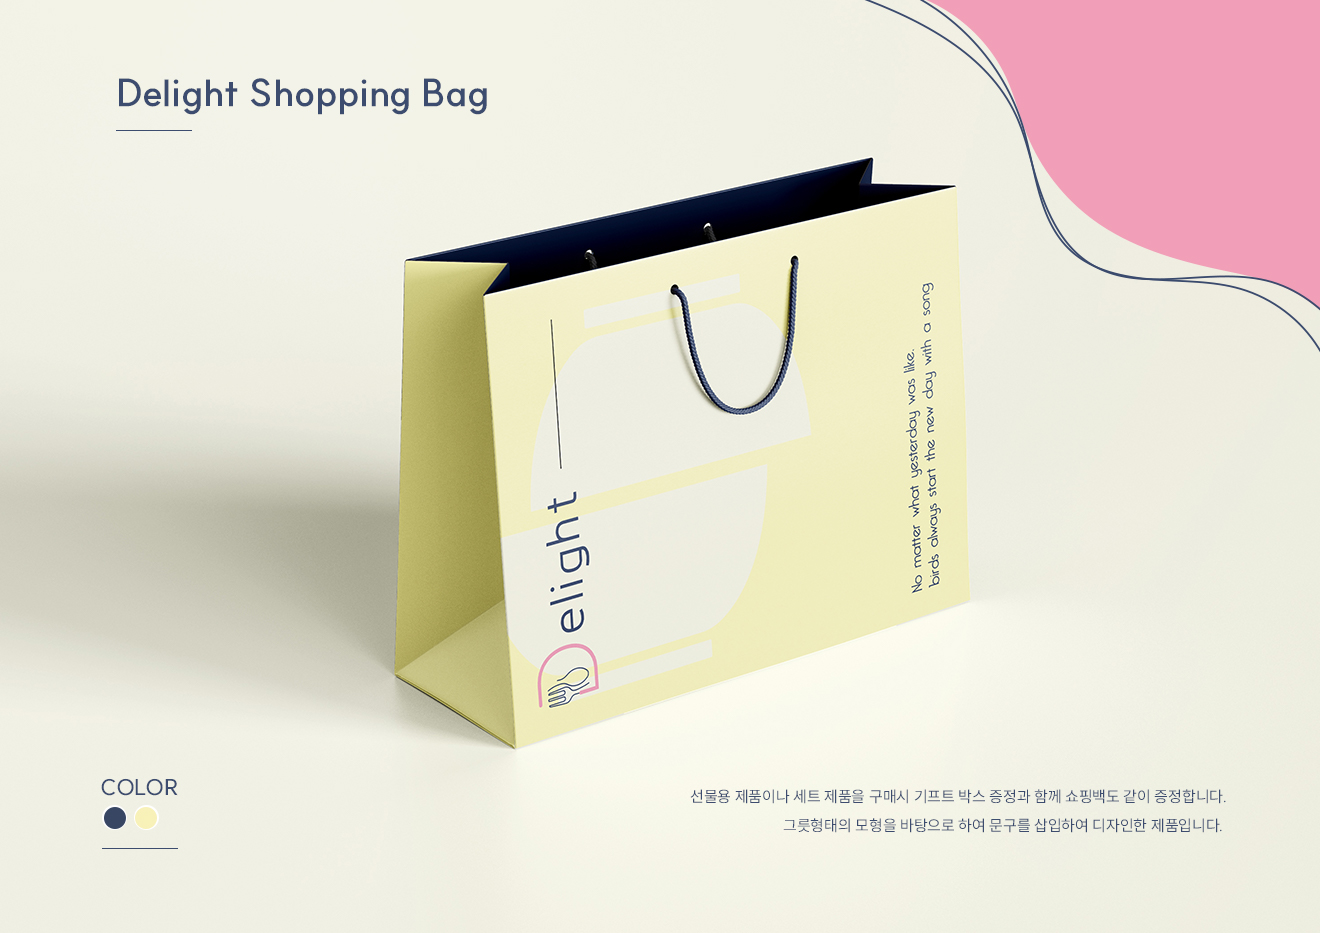 Delight Shopping Bag
Delight
No matter what yesterday was like.
birds always start the new day with a song
COLOR
선물용 제품이나 세트 제품을 구매시 기프트 박스 증정과 함께 쇼핑백도 같이 증정합니다.
그릇형태의 모형을 바탕으로 하여 문구를 삽입하여 디자인한 제품입니다.